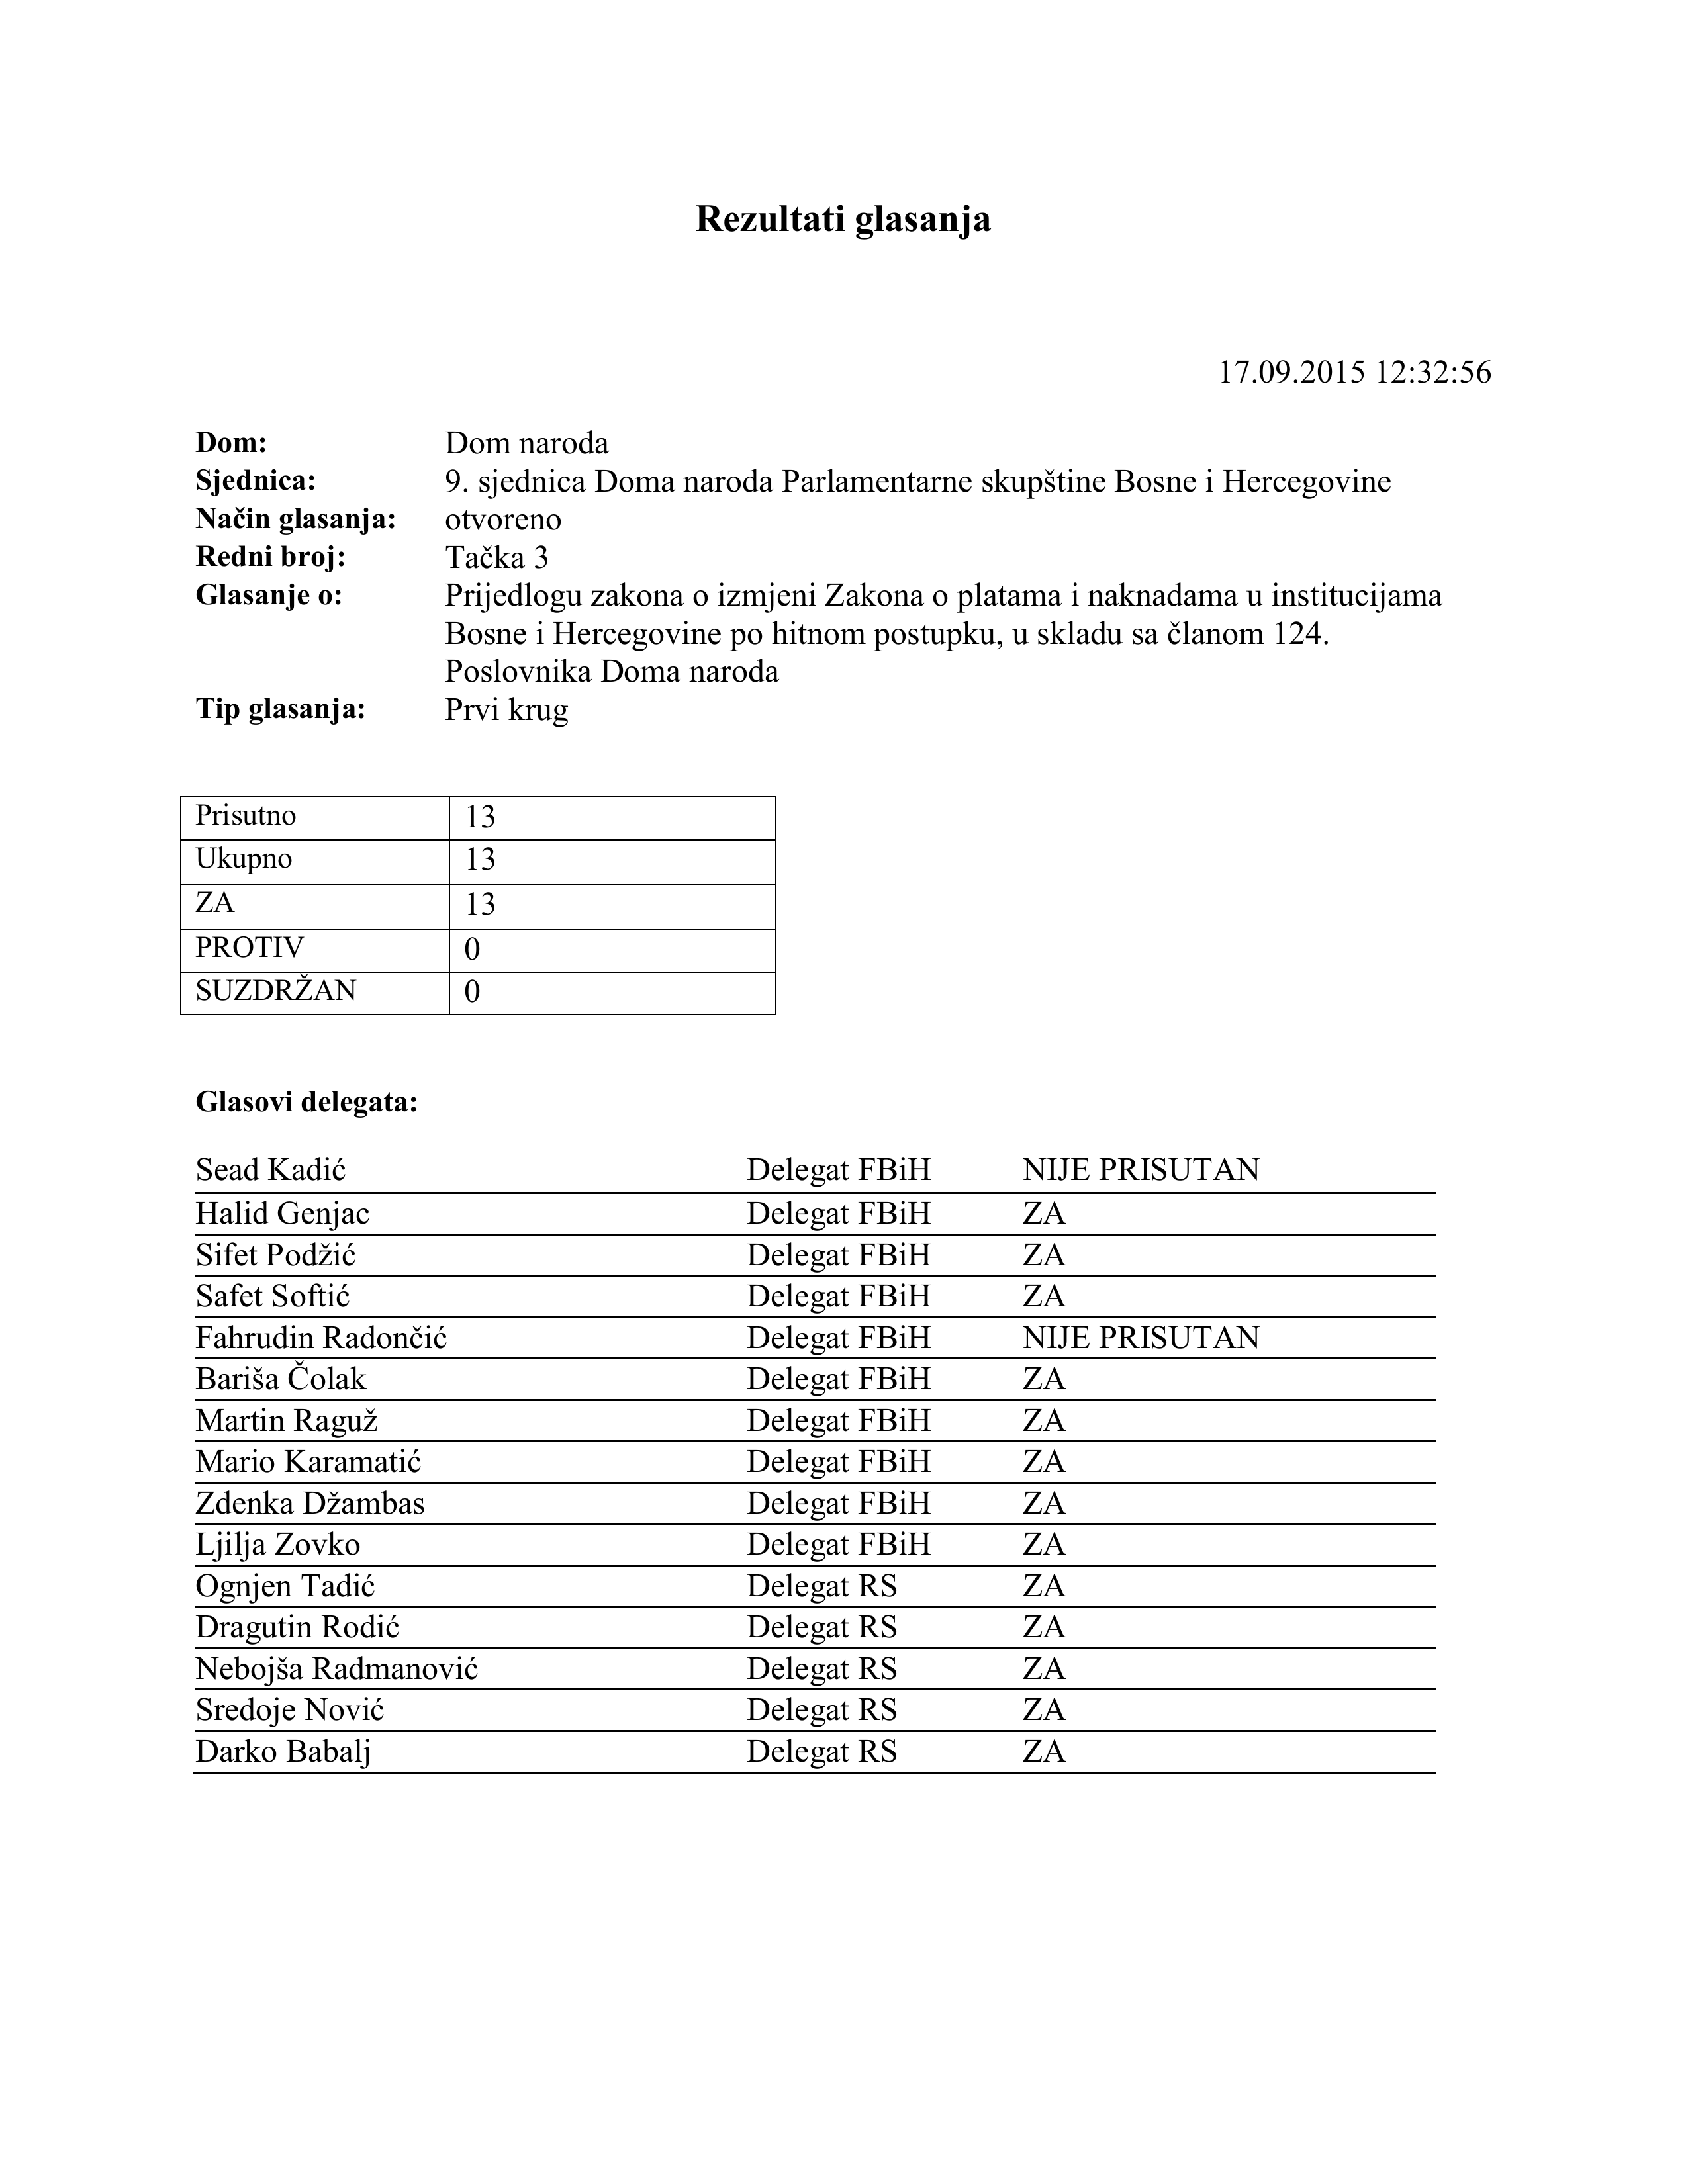 Rezultati glasanja
17.09.2015 12:32:56
Dom: Dom naroda
Sjednica: 9. sjednica Doma naroda Parlamentarne skupštine Bosne i Hercegovine
Način glasanja: otvoreno
Redni broj: Tačka 3
Glasanje o: Prijedlogu zakona o izmjeni Zakona o platama i naknadama u institucijama
Bosne i Hercegovine po hitnom postupku, u skladu sa članom 124.
Poslovnika Doma naroda
Tip glasanja: Prvi krug
Prisutno 13
Ukupno 13
ZA 13
PROTIV 0
SUZDRŽAN 0
Glasovi delegata:
Sead Kadić Delegat FBiH NIJE PRISUTAN
Halid Genjac Delegat FBiH ZA
Sifet Podžić Delegat FBiH ZA
Safet Softić Delegat FBiH ZA
Fahrudin Radončić Delegat FBiH NIJE PRISUTAN
Bariša Čolak Delegat FBiH ZA
Martin Raguž Delegat FBiH ZA
Mario Karamatić Delegat FBiH ZA
Zdenka Džambas Delegat FBiH ZA
Ljilja Zovko Delegat FBiH ZA
Ognjen Tadić Delegat RS ZA
Dragutin Rodić Delegat RS ZA
Nebojša Radmanović Delegat RS ZA
Sredoje Nović Delegat RS ZA
Darko Babalj Delegat RS ZA